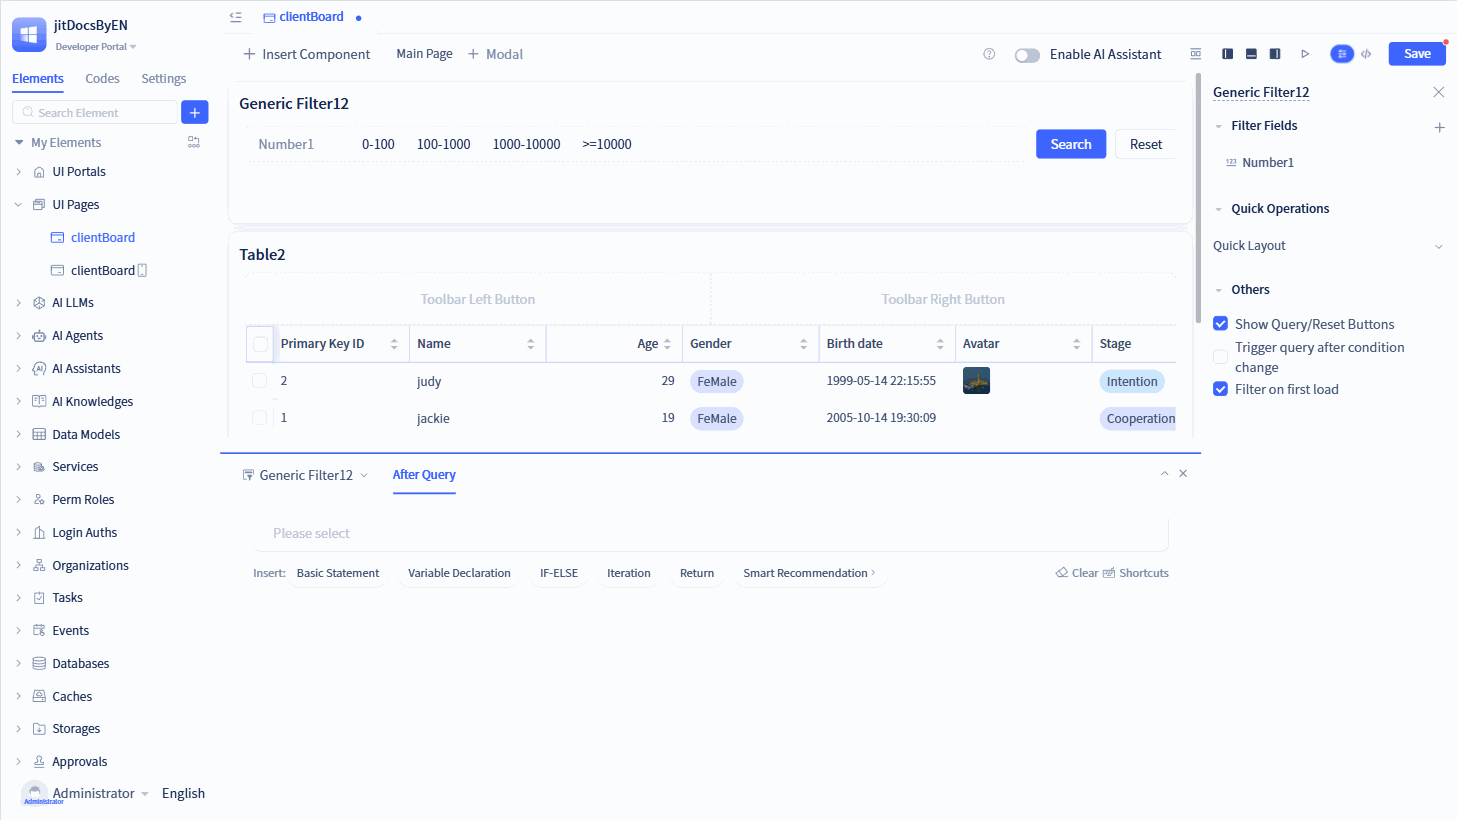 jitDocsByEN
Developer Portal
Elements Codes Settings
Search Element
My Elements
UI Portals
UI Pages
clientBoard
clientBoard
AI LLMs
AI Agents
AI Assistants
AI Knowledges
Data Models
Services
Perm Roles
Login Auths
Organizations
Tasks
Events
Databases
Caches
Storages
Approvals
Administrator English
Administrator
clientBoard
Insert Component Main Page Modal Enable AI Assistant Save
Generic Filter12
Number1 0-100 100-1000 1000-10000 >=10000 Search Reset
Table2
Toolbar Left Button Toolbar Right Button
Primary Key ID Name Age Gender Birth date Avatar Stage
2 judy 29 FeMale 1999-05-14 22:15:55 Intention
1 jackie 19 FeMale 2005-10-14 19:30:09 Cooperation
Generic Filter12 After Query
Please select
Insert: Basic Statement Variable Declaration IF-ELSE Iteration Return Smart Recommendation Clear Shortcuts
Generic Filter12
Filter Fields
123 Number1
Quick Operations
Quick Layout
Others
Show Query/Reset Buttons
Trigger query after condition
change
Filter on first load